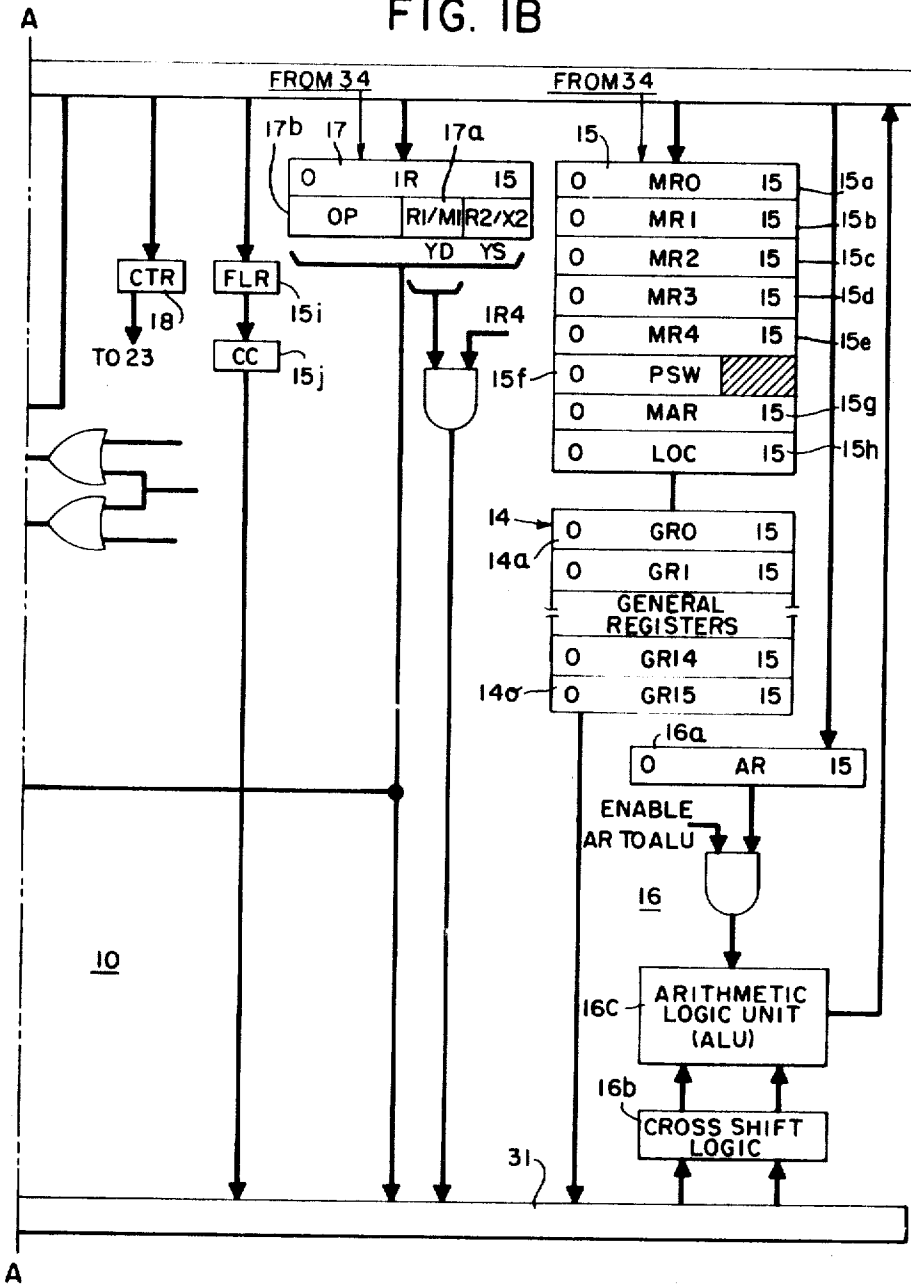 FIG. 1B
A
FROM 34 FROM 34
17b 17 17a 15
0 IR 15
OP R1/M1 R2/X2
YD YS
0 MR0 15 15a
0 MR1 15 15b
0 MR2 15 15c
0 MR3 15 15d
0 MR4 15 15e
15f 0 PSW
0 MAR 15 15g
0 LOC 15 15h
CTR
18
TO 23
FLR
15i
CC
15j
IR4
14
14a 0 GR0 15
0 GR1 15
GENERAL
REGISTERS
0 GR14 15
14o 0 GR15 15
16a
0 AR 15
ENABLE
AR TO ALU
16
10
16c
ARITHMETIC
LOGIC UNIT
(ALU)
16b
CROSS SHIFT
LOGIC
31
A